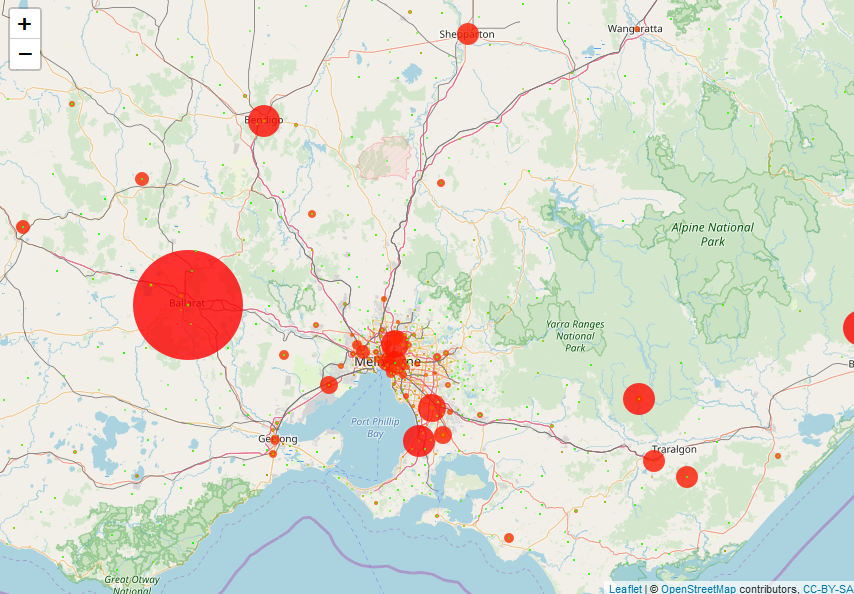 +
−
Shepparton
Wangaratta
Bendigo
Alpine National
Park
Ballarat
Yarra Ranges
National
Park
Melbourne
B
Port Phillip
Bay
Geelong
Traralgon
Great Otway
National
Leaflet | © OpenStreetMap contributors, CC-BY-SA